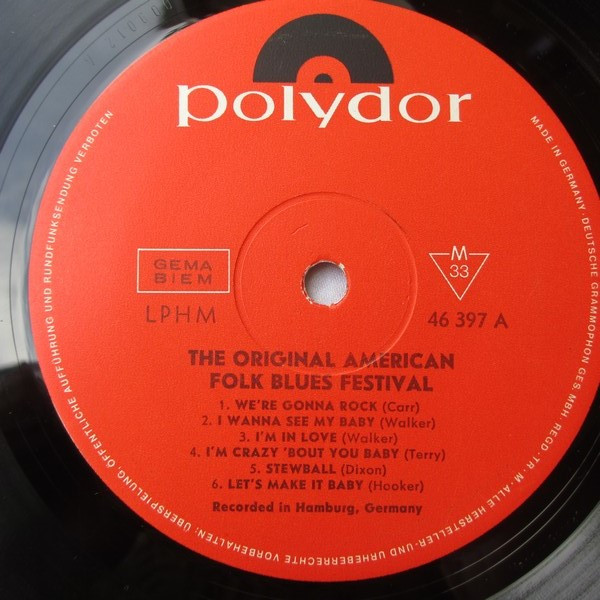 polydor
GEMA
BIEM
LPHM
M
33
46 397 A
THE ORIGINAL AMERICAN
FOLK BLUES FESTIVAL
1. WE'RE GONNA ROCK (Carr)
2. I WANNA SEE MY BABY (Walker)
3. I'M IN LOVE (Walker)
4. I'M CRAZY 'BOUT YOU BABY (Terry)
5. STEWBALL (Dixon)
6. LET'S MAKE IT BABY (Hooker)
Recorded in Hamburg, Germany
MADE IN GERMANY · DEUTSCHE GRAMMOPHON GES. MBH · REGD · TR · M · ALLE HERSTELLER- UND URHEBERRECHTE VORBEHALTEN: ÜBERSPIELUNG, ÖFFENTLICHE AUFFÜHRUNG UND RUNDFUNKSENDUNG VERBOTEN